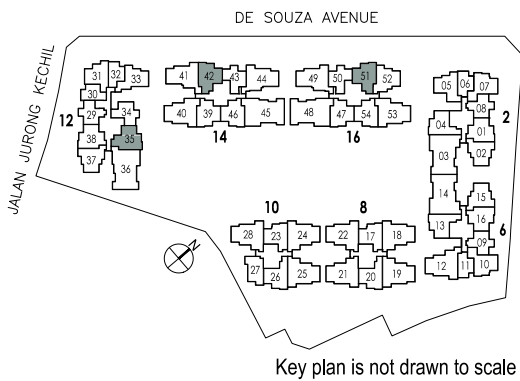 DE SOUZA AVENUE
JALAN JURONG KECHIL
31 32 33
30
29 34
12
38 35
37 36
41 42 43 44
40 39 46 45
14
49 50 51 52
48 47 54 53
16
05 06 07
08
04 01
2
03 02
14 15
13 16
09
6
12 11 10
10
28 23 24
27 26 25
8
22 17 18
21 20 19
N
Key plan is not drawn to scale